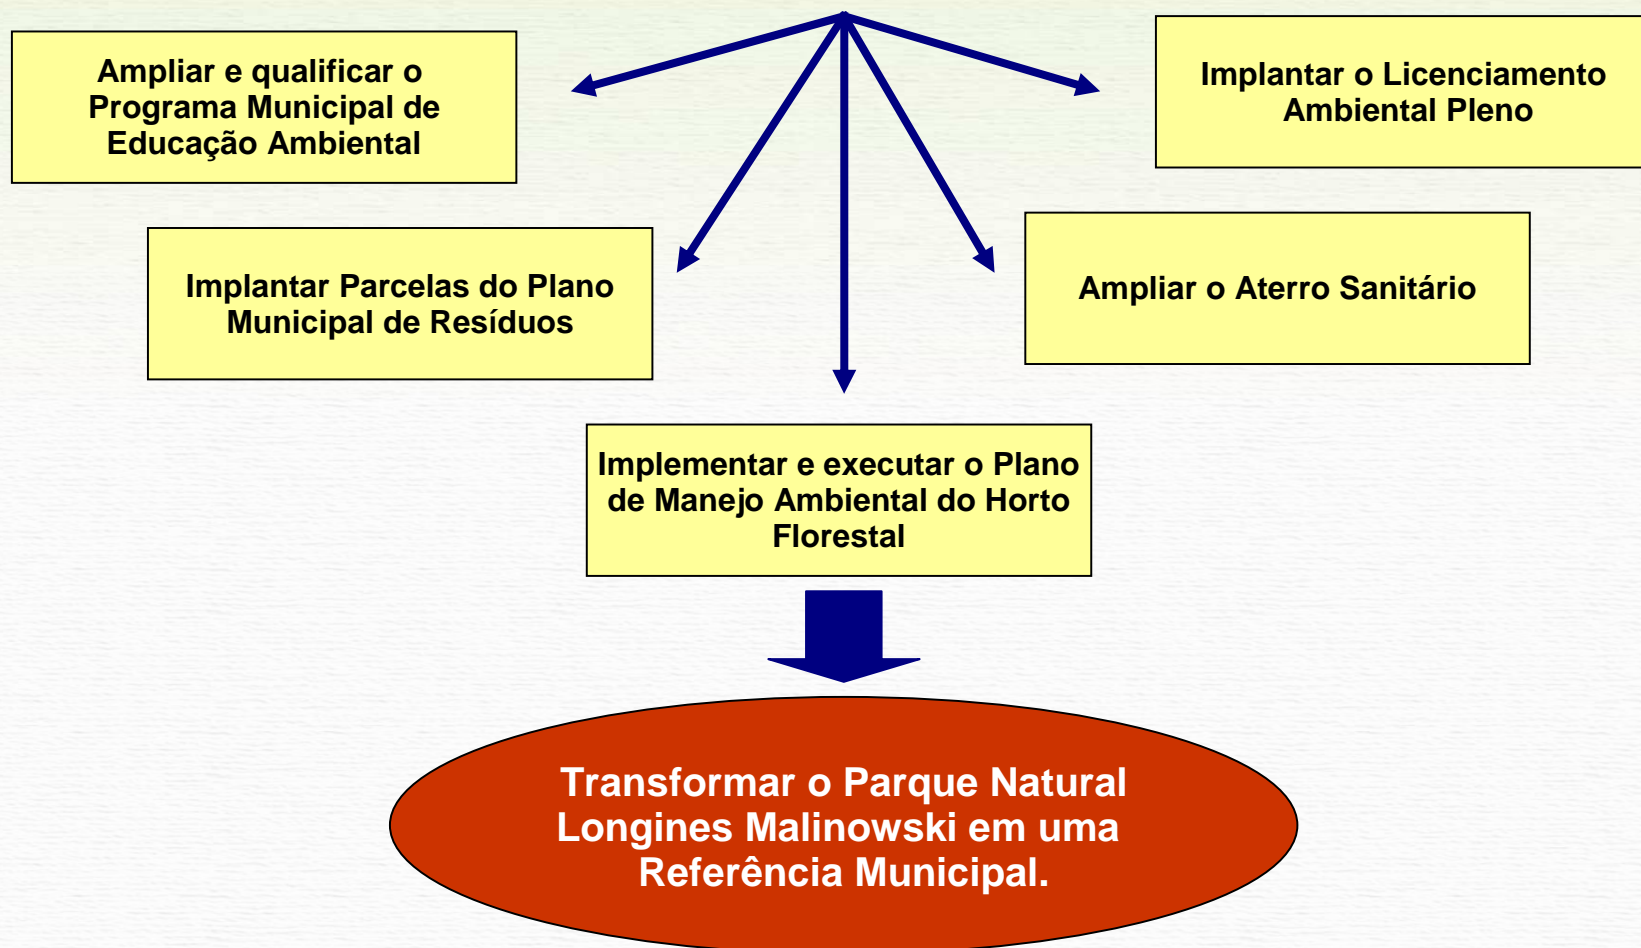 Ampliar e qualificar o
Programa Municipal de
Educação Ambiental
Implantar o Licenciamento
Ambiental Pleno
Implantar Parcelas do Plano
Municipal de Resíduos
Ampliar o Aterro Sanitário
Implementar e executar o Plano
de Manejo Ambiental do Horto
Florestal
Transformar o Parque Natural
Longines Malinowski em uma
Referência Municipal.